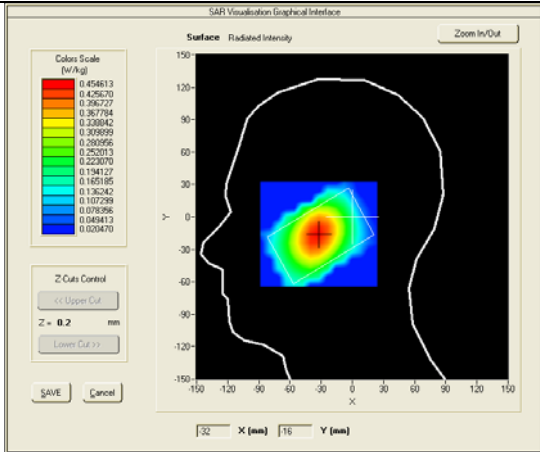 SAR Visualisation Graphical Interface
Surface Radiated Intensity
Zoom In/Out
Colors Scale
(W/kg)
0.454613
0.425670
0.396727
0.367784
0.338842
0.309899
0.280956
0.252013
0.223070
0.194127
0.165185
0.136242
0.107299
0.078356
0.049413
0.020470
Z Cuts Control
<< Upper Cut
Z = 0.2 mm
Lower Cut >>
SAVE Cancel
150
120
90
60
30
0
-30
-60
-90
-120
-150
Y
-150 -120 -90 -60 -30 0 30 60 90 120 150
X
-32 X (mm) -16 Y (mm)